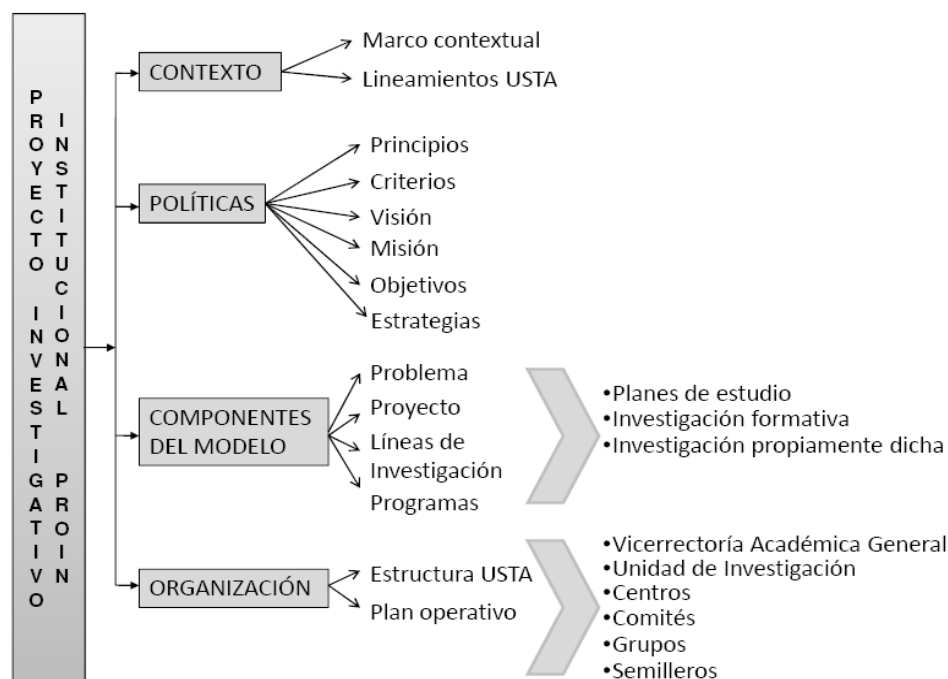 PROYECTO INVESTIGATIVO
INSTITUCIONAL PROIN
CONTEXTO
Marco contextual
Lineamientos USTA
POLÍTICAS
Principios
Criterios
Visión
Misión
Objetivos
Estrategias
COMPONENTES
DEL MODELO
Problema
Proyecto
Líneas de
Investigación
Programas
•Planes de estudio
•Investigación formativa
•Investigación propiamente dicha
ORGANIZACIÓN
Estructura USTA
Plan operativo
•Vicerrectoría Académica General
•Unidad de Investigación
•Centros
•Comités
•Grupos
•Semilleros